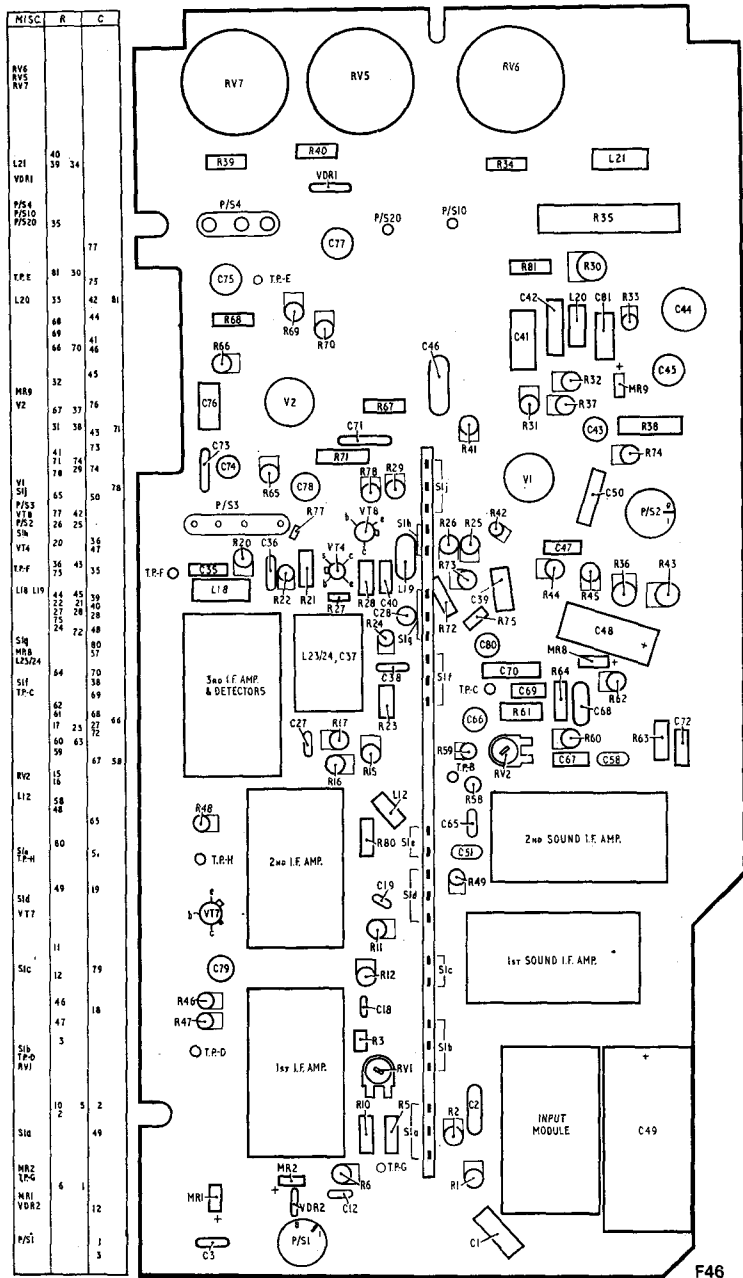 MISC. R C
RV6
RV5
RV7
40
L21 39 34
VDR1
P/S4
P/S10
P/S20 35
77
T.P.E 81 30
75
L20 33 42 81
68 44
69 41
66 70 46
45
32
MR9
V2 67 37 76
31 38 43 71
73
41
71 74
78 29 74
V1 78
S1j 65 50
P/S3
VT8 77 42
P/S2 26 25
S1h 36
VT4 20 47
T.P-F 36 43 35
73
L18 L19 44 45 39
22 21 40
27 28 28
75
24 72 48
S1g 80
MR8 57
L23/24
64 70
S1f 38
T.P-C 69
62
61 68 66
17 23 27
72
60 63
59 67 58
RV2 15
16
L12 58
48
65
80
S1e 51
T.P-H
49 19
S1d
VT7
11
S1c 12 79
46 18
47
3
S1b
T.P-D
RV1
10 5 2
2
S1a 49
MR2
T.P-G
6 1
MR1
VDR2 12
P/S1 1
3
RV7 RV5 RV6
R39 R40 R34 L21
VDR1
P/S4 P/S20 P/S10 R35
C77
C75 T.P.-E R81 R30
R68 R69 R70 C42 L20 C81 R33 C44
R66 C46 C41
C45
C76 V2 R67 R32 + MR9
R31 R37
C71 R41 C43 R38
C73 C74 R71 R74
R65 C78 R78 R29 S1j V1 C50
P/S3 R77 VT8 b e c S1h R42 P/S2
R20 C36 VT4 R26 R25 C47
T.P-F C35 R22 R21 R28 C40 L19 R73 R44 R45 R36 R43
L18 R27 C28 R72 C39 R75
R24 S1g C48 +
C80
3RD I.F. AMP.
& DETECTORS
L23/24, C37 C38 S1f C70 MR8 +
T.P-C C69 R64 R62
R23 R61 C68
C66
C27 R17 R59 RV2 R60 R63 C72
R16 R15 T.P-B C67 C58
R58
L12
R48 R80 C65 2ND SOUND I.F. AMP.
T.P-H 2ND I.F. AMP. S1e C51
R49
S1d
b e c VT7 C19
R11 1ST SOUND I.F. AMP.
C79 R12 S1c
R46 C18
R47 R3 S1b
T.P-D 1ST I.F. AMP. RV1
+
INPUT
MODULE
C49
R10 R5 S1a R2 C2
T.P-G
MR2 R6 R1
MR1 + VDR2 C12
C3 P/S1 C1
F46